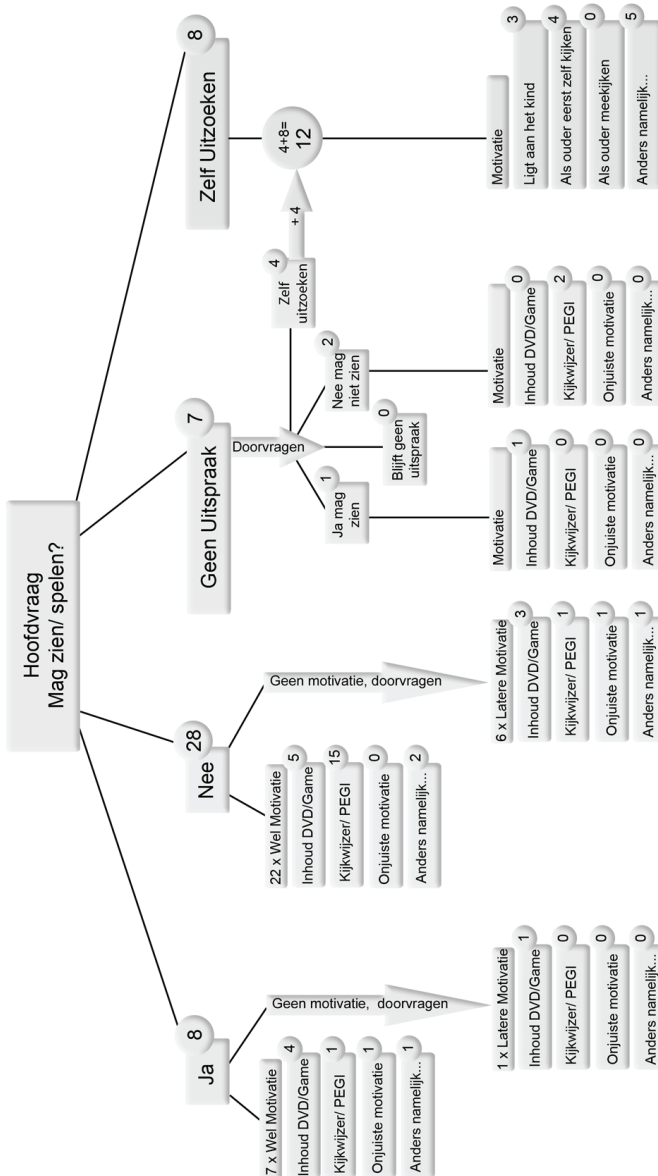 Hoofdvraag
Mag zien/ spelen?
Ja
8
7 x Wel Motivatie
Inhoud DVD/Game
4
Kijkwijzer/ PEGI
1
Onjuiste motivatie
1
Anders namelijk...
1
Geen motivatie, doorvragen
1 x Latere Motivatie
Inhoud DVD/Game
1
Kijkwijzer/ PEGI
0
Onjuiste motivatie
0
Anders namelijk...
0
Nee
28
22 x Wel Motivatie
Inhoud DVD/Game
5
Kijkwijzer/ PEGI
15
Onjuiste motivatie
0
Anders namelijk...
2
Geen motivatie, doorvragen
6 x Latere Motivatie
Inhoud DVD/Game
3
Kijkwijzer/ PEGI
1
Onjuiste motivatie
1
Anders namelijk...
1
Geen Uitspraak
7
Doorvragen
Ja mag
zien
1
Motivatie
Inhoud DVD/Game
1
Kijkwijzer/ PEGI
0
Onjuiste motivatie
0
Anders namelijk...
0
Blijft geen
uitspraak
0
Nee mag
niet zien
2
Motivatie
Inhoud DVD/Game
0
Kijkwijzer/ PEGI
2
Onjuiste motivatie
0
Anders namelijk...
0
Zelf
uitzoeken
4
+ 4
Zelf Uitzoeken
8
4+8=
12
Motivatie
Ligt aan het kind
3
Als ouder eerst zelf kijken
4
Als ouder meekijken
0
Anders namelijk...
5